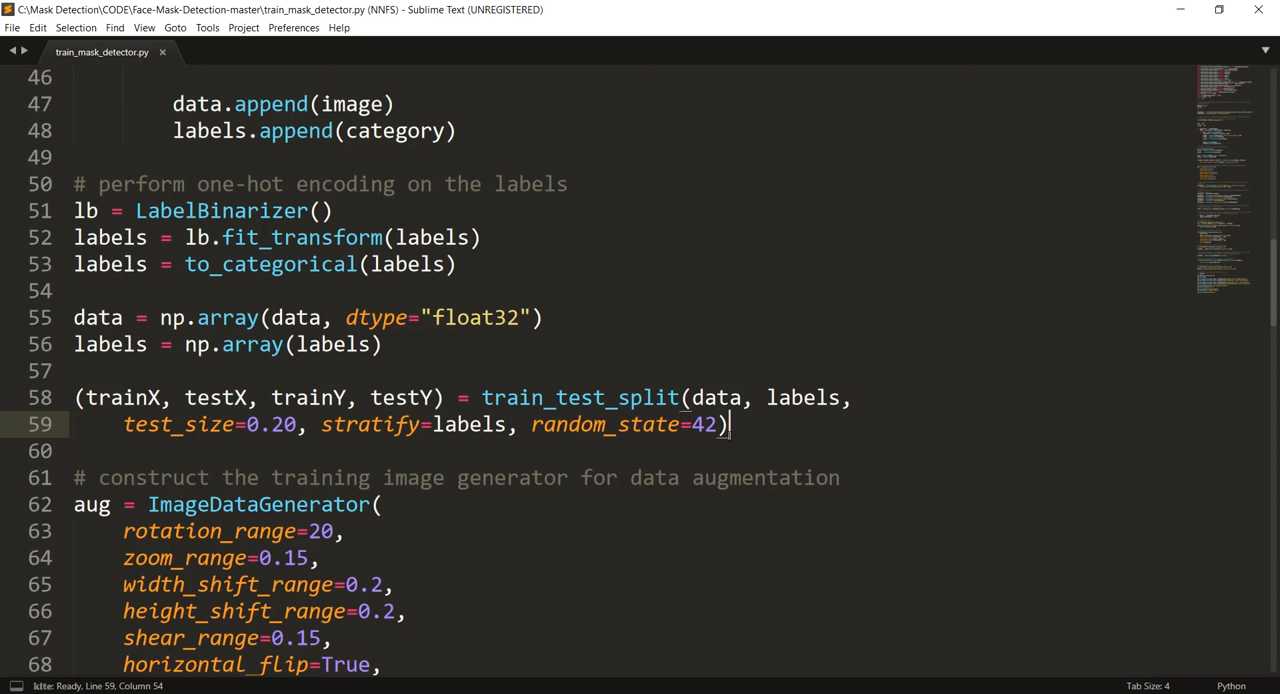 C:\Mask Detection\CODE\Face-Mask-Detection-master\train_mask_detector.py (NNFS) - Sublime Text (UNREGISTERED)
File Edit Selection Find View Goto Tools Project Preferences Help
train_mask_detector.py
46
47 data.append(image)
48 labels.append(category)
49
50 # perform one-hot encoding on the labels
51 lb = LabelBinarizer()
52 labels = lb.fit_transform(labels)
53 labels = to_categorical(labels)
54
55 data = np.array(data, dtype="float32")
56 labels = np.array(labels)
57
58 (trainX, testX, trainY, testY) = train_test_split(data, labels,
59 test_size=0.20, stratify=labels, random_state=42)
60
61 # construct the training image generator for data augmentation
62 aug = ImageDataGenerator(
63 rotation_range=20,
64 zoom_range=0.15,
65 width_shift_range=0.2,
66 height_shift_range=0.2,
67 shear_range=0.15,
68 horizontal_flip=True,
Ready, Line 59, Column 54 Tab Size: 4 Python